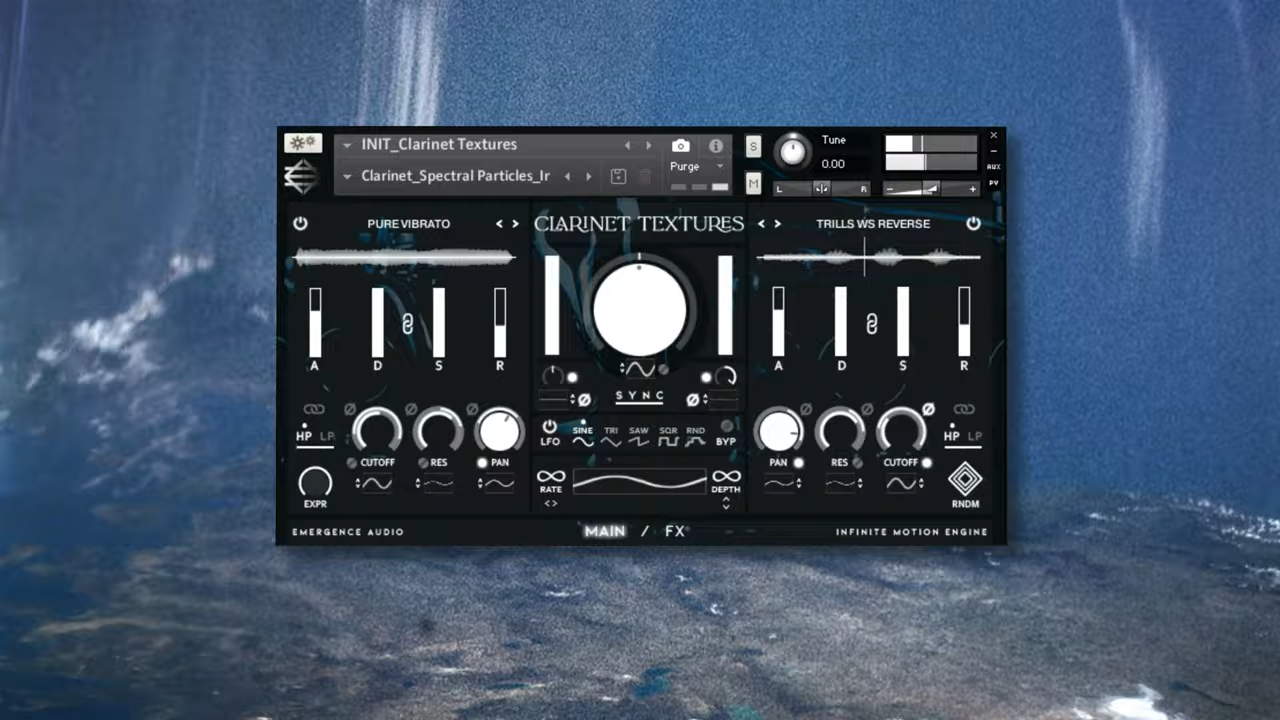 INIT_Clarinet Textures
Clarinet_Spectral Particles_Ir
Purge
S
M
Tune
0.00
L R
- +
×
AUX
PV
PURE VIBRATO
CLARINET TEXTURES
TRILLS WS REVERSE
A D S R
A D S R
SYNC
HP LP
CUTOFF RES PAN
EXPR
LFO SINE TRI SAW SQR RND BYP
RATE DEPTH
PAN RES CUTOFF
HP LP
RNDM
EMERGENCE AUDIO
MAIN / FX
INFINITE MOTION ENGINE